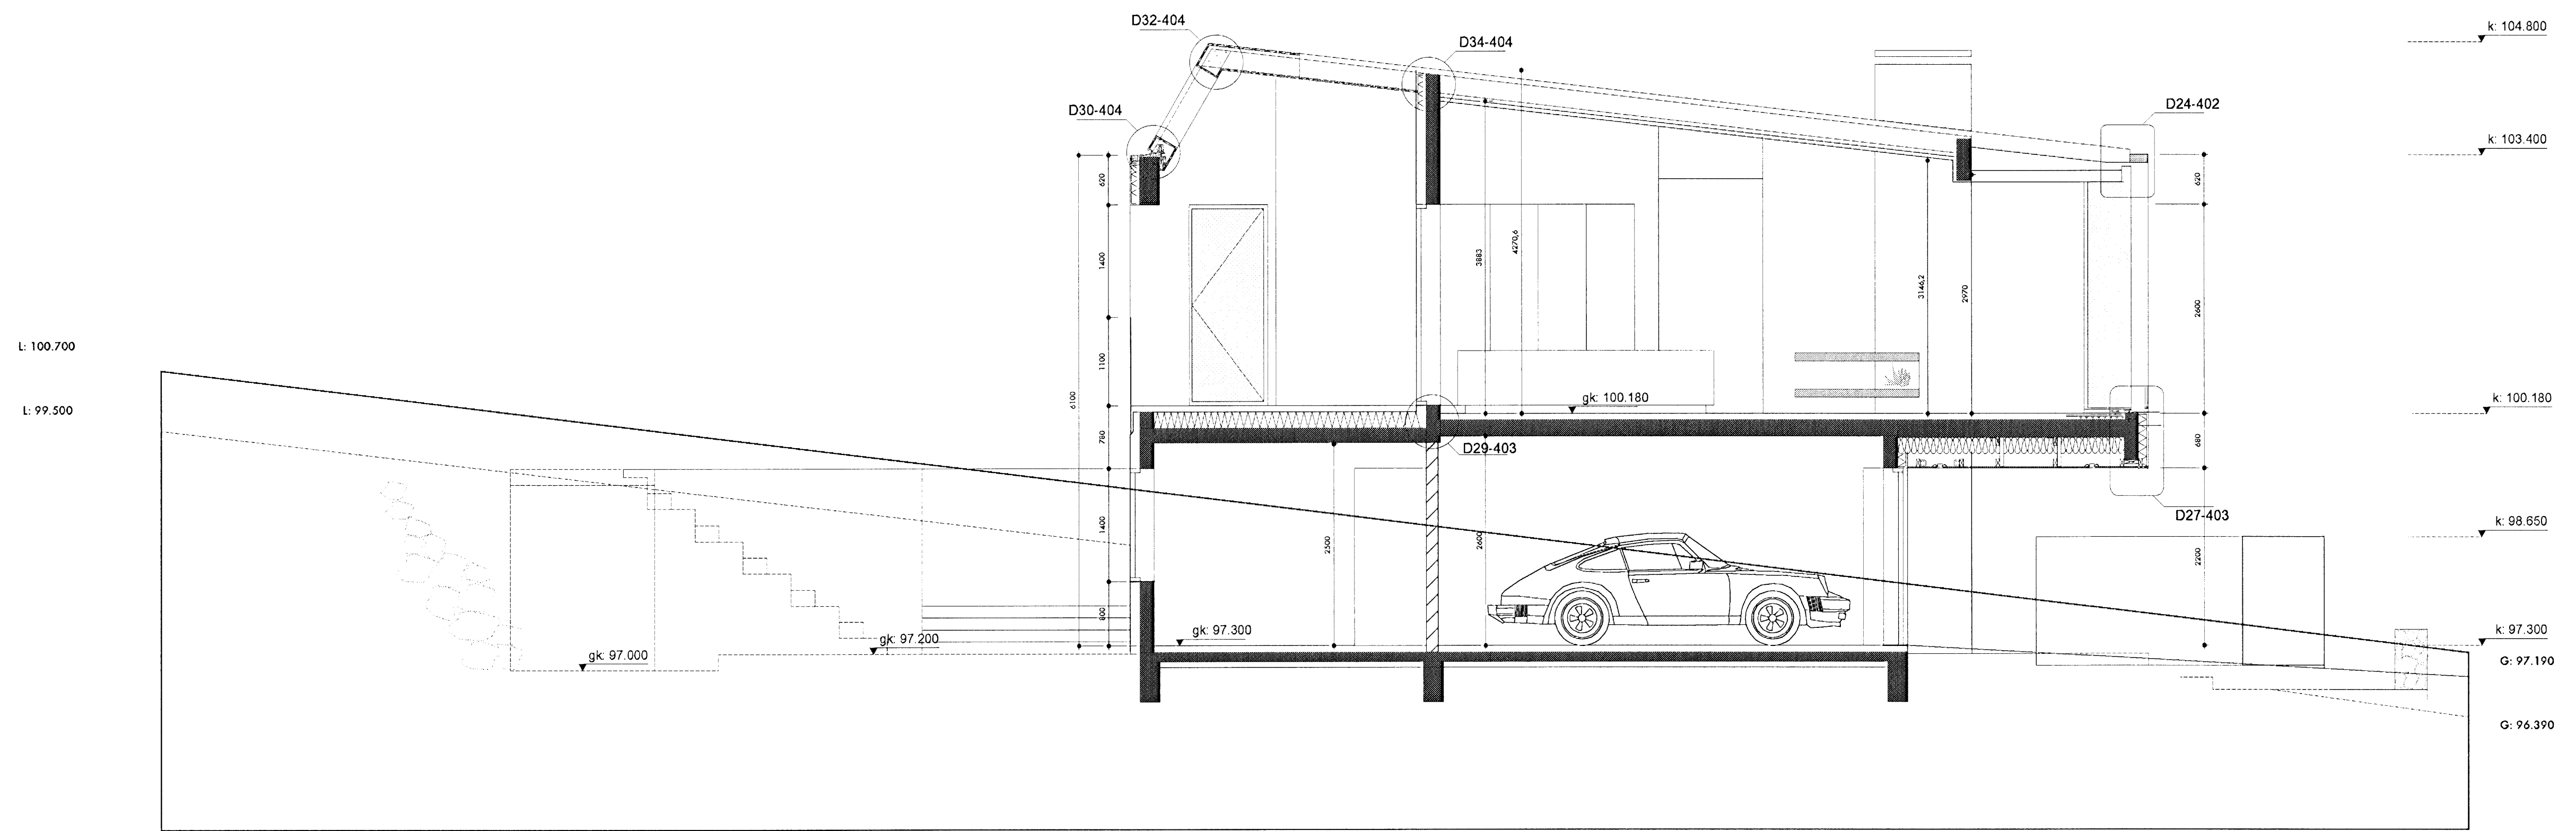 D32-404
k: 104.800
D34-404
D24-402
D30-404
k: 103.400
620
620
1400
3883
4270,6
3146,2
2970
2600
L: 100.700
1100
6100
gk: 100.180
k: 100.180
L: 99.500
780
680
D29-403
D27-403
k: 98.650
1400
2500
2600
2200
800
gk: 97.300
k: 97.300
gk: 97.200
gk: 97.000
G: 97.190
G: 96.390